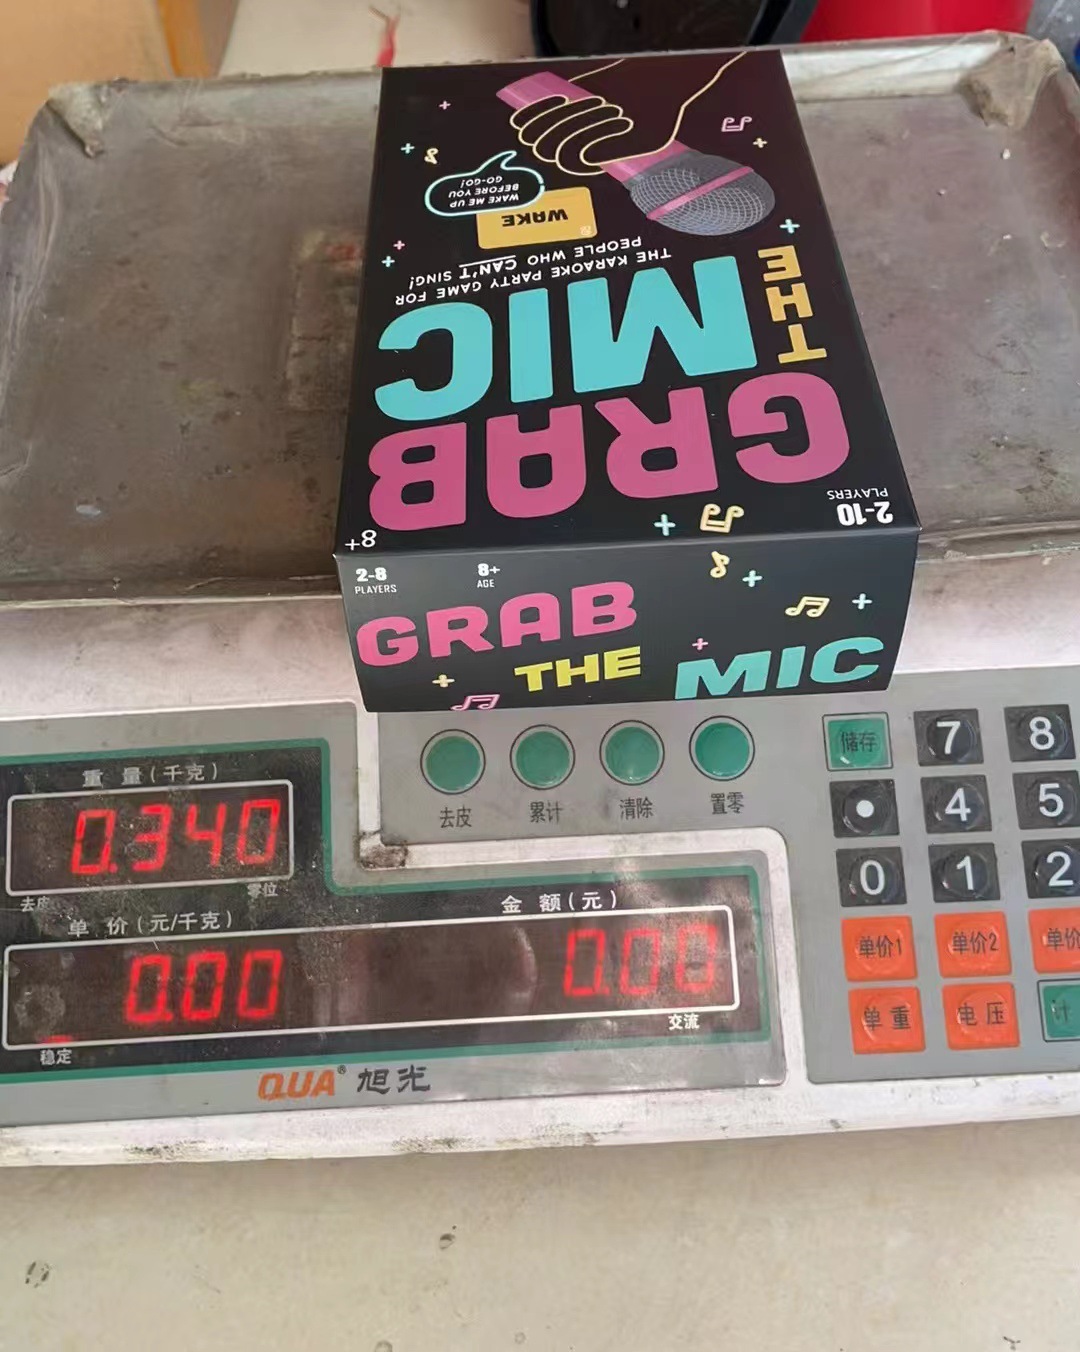 WAKE ME UP
BEFORE YOU
GO-GO!
WAKE
THE KARAOKE PARTY GAME FOR
PEOPLE WHO CAN'T SING!
GRAB
THE
MIC
2-10
PLAYERS
8+
2-8
PLAYERS
8+
AGE
GRAB
THE
MIC
重量(千克)
0.340
去皮
零位
单价(元/千克)
金额(元)
0.00
0.00
稳定
交流
QUA® 旭光
去皮
累计
清除
置零
储存
7
8
4
5
0
1
2
单价1
单价2
单价
单重
电压
计